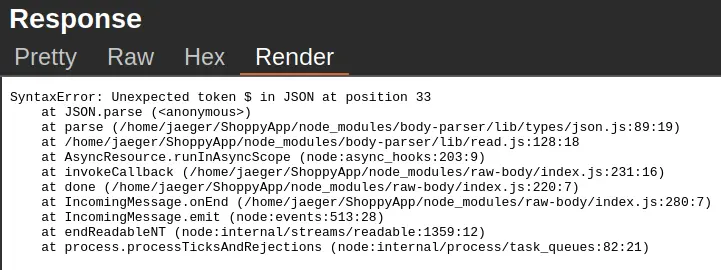 Response
Pretty Raw Hex Render
SyntaxError: Unexpected token $ in JSON at position 33
at JSON.parse (<anonymous>)
at parse (/home/jaeger/ShoppyApp/node_modules/body-parser/lib/types/json.js:89:19)
at /home/jaeger/ShoppyApp/node_modules/body-parser/lib/read.js:128:18
at AsyncResource.runInAsyncScope (node:async_hooks:203:9)
at invokeCallback (/home/jaeger/ShoppyApp/node_modules/raw-body/index.js:231:16)
at done (/home/jaeger/ShoppyApp/node_modules/raw-body/index.js:220:7)
at IncomingMessage.onEnd (/home/jaeger/ShoppyApp/node_modules/raw-body/index.js:280:7)
at IncomingMessage.emit (node:events:513:28)
at endReadableNT (node:internal/streams/readable:1359:12)
at process.processTicksAndRejections (node:internal/process/task_queues:82:21)